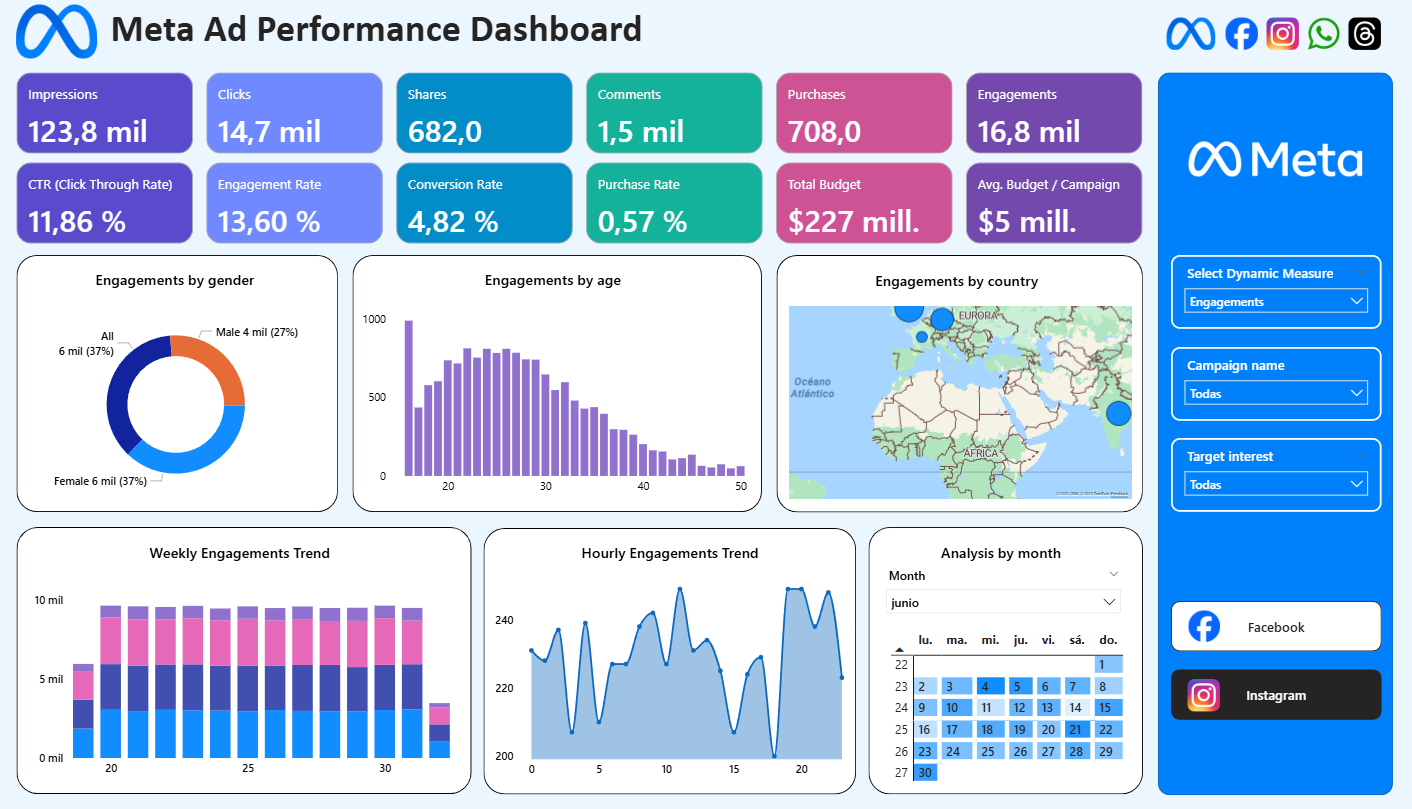 Meta Ad Performance Dashboard
Impressions
123,8 mil
Clicks
14,7 mil
Shares
682,0
Comments
1,5 mil
Purchases
708,0
Engagements
16,8 mil
CTR (Click Through Rate)
11,86 %
Engagement Rate
13,60 %
Conversion Rate
4,82 %
Purchase Rate
0,57 %
Total Budget
$227 mill.
Avg. Budget / Campaign
$5 mill.
Meta
Select Dynamic Measure
Engagements
Campaign name
Todas
Target interest
Todas
Facebook
Instagram
Engagements by gender
All
6 mil (37%)
Male 4 mil (27%)
Female 6 mil (37%)
Engagements by age
1000
500
0
20 30 40 50
Engagements by country
EUROPA
Océano
Atlántico
ÁFRICA
Weekly Engagements Trend
10 mil
5 mil
0 mil
20 25 30
Hourly Engagements Trend
240
220
200
0 5 10 15 20
Analysis by month
Month
junio
lu. ma. mi. ju. vi. sá. do.
22 1
23 2 3 4 5 6 7 8
24 9 10 11 12 13 14 15
25 16 17 18 19 20 21 22
26 23 24 25 26 27 28 29
27 30